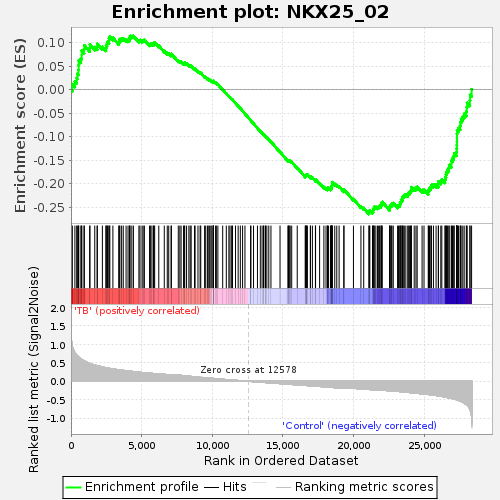 Enrichment plot: NKX25_02
Enrichment score (ES)
0.10
0.05
0.00
-0.05
-0.10
-0.15
-0.20
-0.25
'TB' (positively correlated)
Ranked list metric (Signal2Noise)
2.0
1.5
1.0
0.5
0.0
-0.5
-1.0
Zero cross at 12578
'Control' (negatively correlated)
0
5,000
10,000
15,000
20,000
25,000
Rank in Ordered Dataset
Enrichment profile
Hits
Ranking metric scores